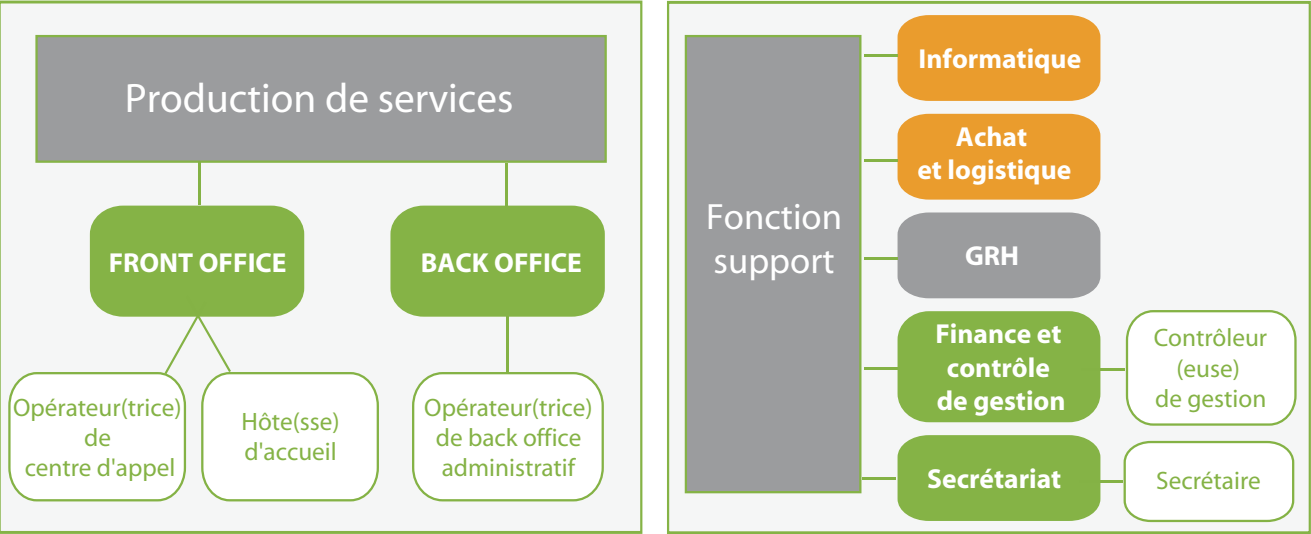 Production de services
FRONT OFFICE
BACK OFFICE
Opérateur(trice)
de
centre d'appel
Hôte(sse)
d'accueil
Opérateur(trice)
de back office
administratif
Fonction
support
Informatique
Achat
et logistique
GRH
Finance et
contrôle
de gestion
Contrôleur
(euse)
de gestion
Secrétariat
Secrétaire